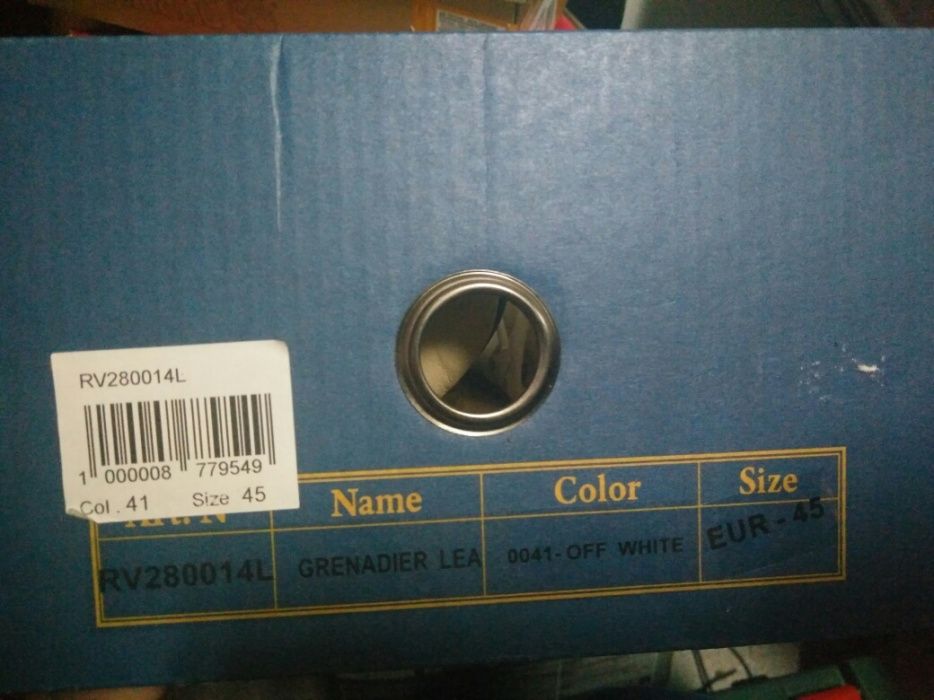 RV280014L
1 000008 779549
Col . 41 Size 45
Art. N° Name Color Size
RV280014L GRENADIER LEA 0041- OFF WHITE EUR - 45